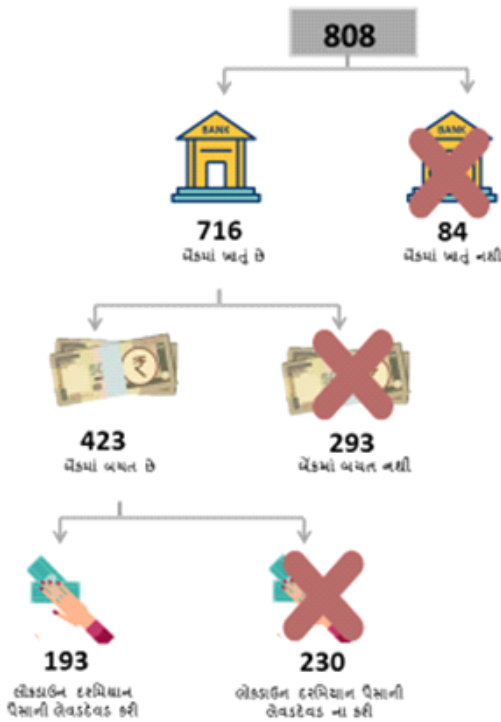 808
BANK
BANK
716
84
બેંકમાં ખાતું છે
બેંકમાં ખાતું નથી
423
293
બેંકમાં બચત છે
બેંકમાં બચત નથી
193
230
લોકડાઉન દરમિયાન
પૈસાની લેવડદેવડ કરી
લોકડાઉન દરમિયાન પૈસાની
લેવડદેવડ ના કરી